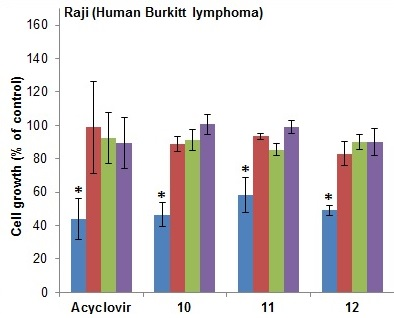 Raji (Human Burkitt lymphoma)
160
140
120
100
80
60
40
20
0
Cell growth (% of control)
* * * *
Acyclovir 10 11 12